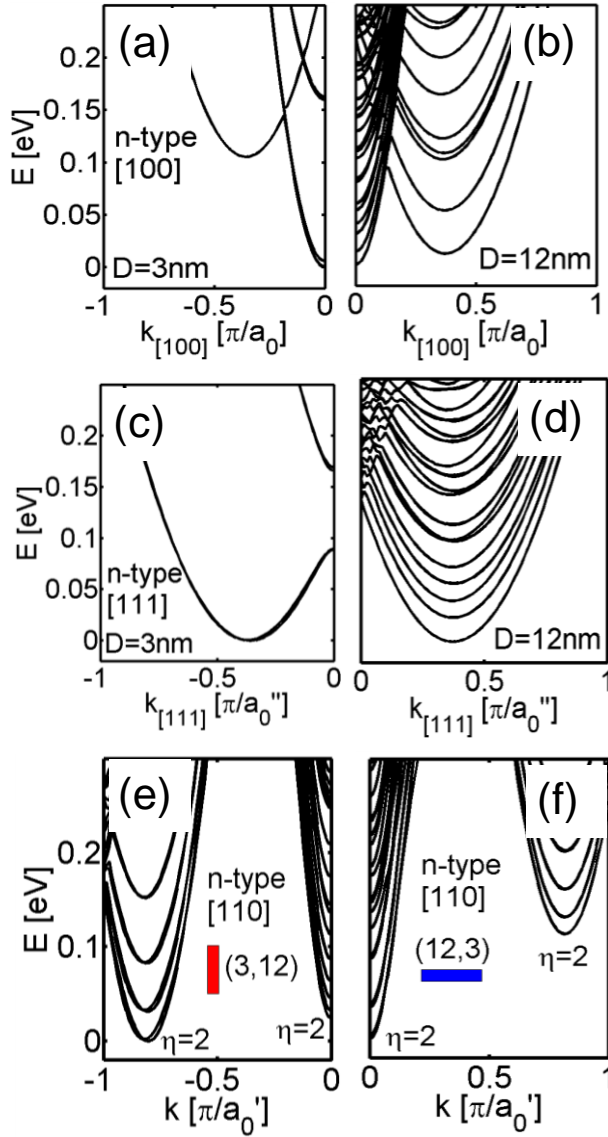 (a)
(b)
E [eV]
0.2
0.15
0.1
0.05
0
n-type
[100]
D=3nm
D=12nm
-1
-0.5
0
0
0.5
1
k[100] [π/a0]
k[100] [π/a0]
(c)
(d)
E [eV]
0.2
0.15
0.1
0.05
0
n-type
[111]
D=3nm
D=12nm
-1
-0.5
0
0
0.5
1
k[111] [π/a0'']
k[111] [π/a0'']
(e)
(f)
E [eV]
0.2
0.1
0
n-type
[110]
(3,12)
η=2
η=2
n-type
[110]
(12,3)
η=2
η=2
-1
-0.5
0
0
0.5
1
k [π/a0']
k [π/a0']